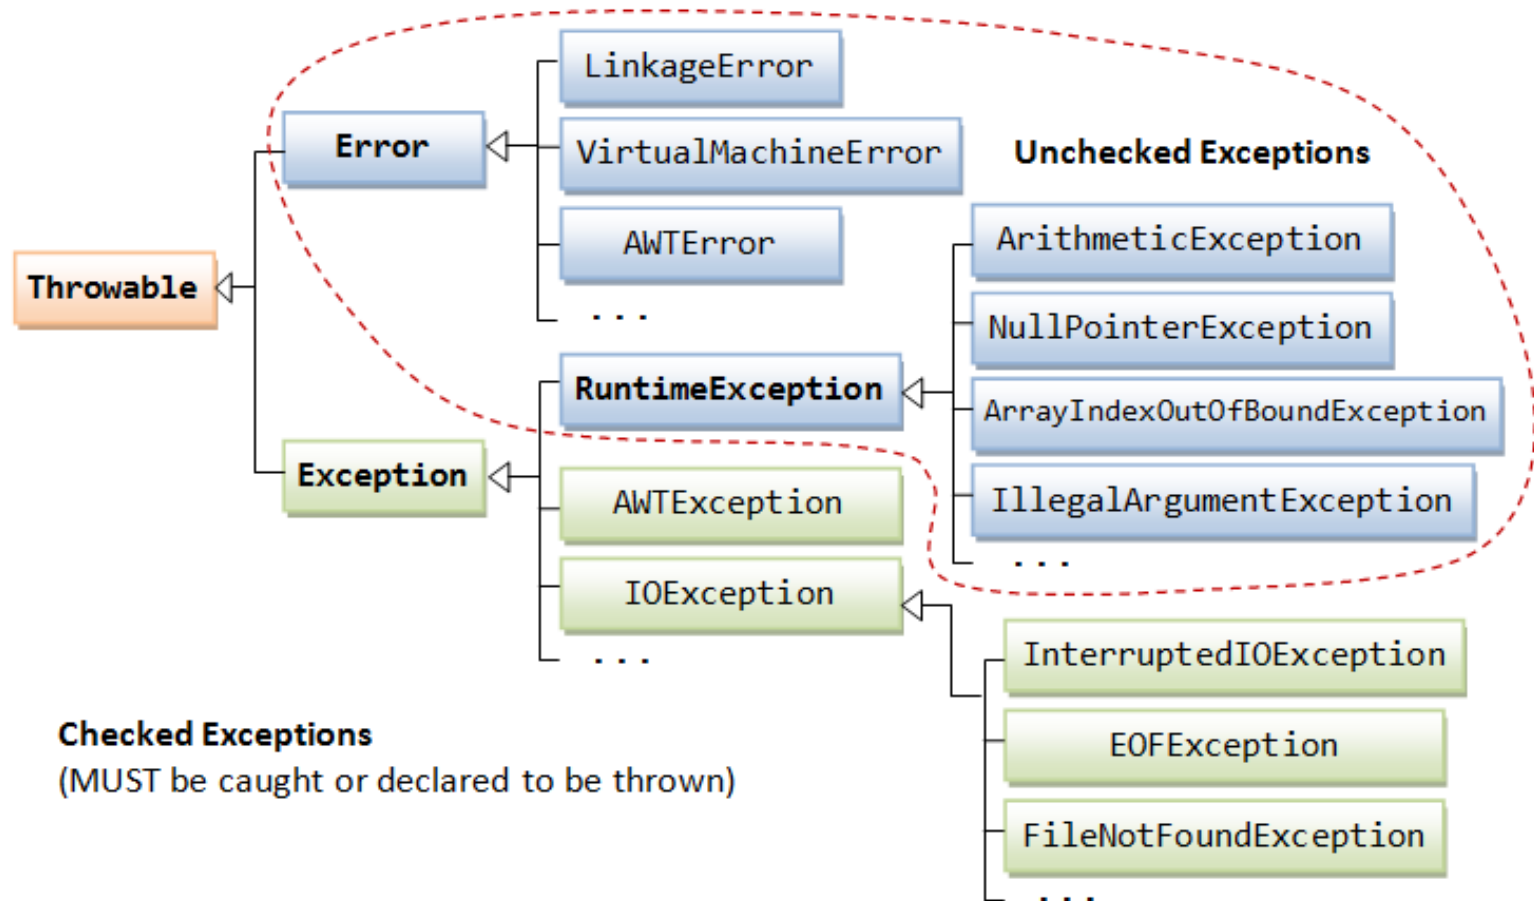 LinkageError
Error
VirtualMachineError
Unchecked Exceptions
AWTError
ArithmeticException
Throwable
...
NullPointerException
RuntimeException
ArrayIndexOutOfBoundException
Exception
AWTException
IllegalArgumentException
...
IOException
...
InterruptedIOException
Checked Exceptions
(MUST be caught or declared to be thrown)
EOFException
FileNotFoundException
...